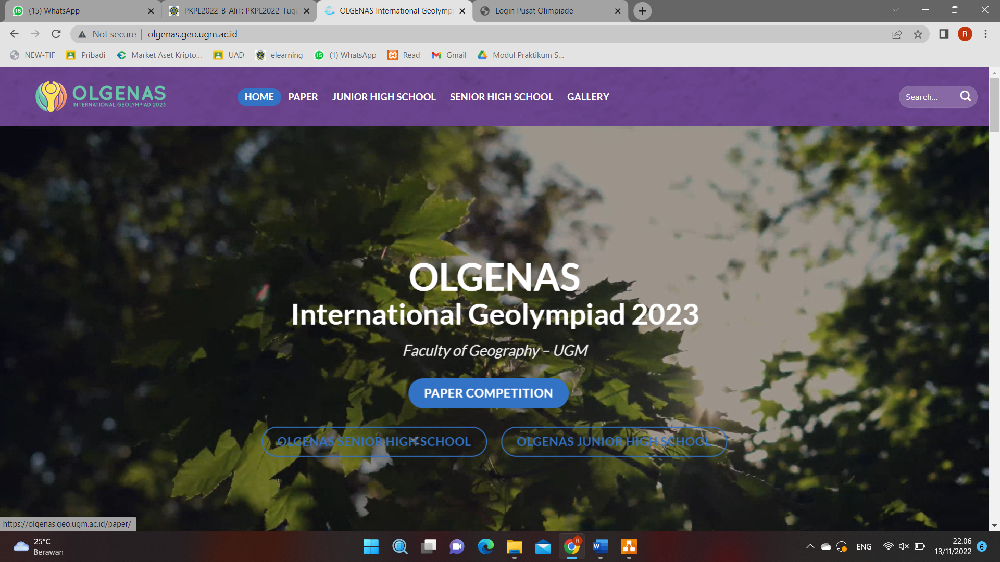 (15) WhatsApp
PKPL2022-B-AliT: PKPL2022-Tuga
OLGENAS International Geolympi
Login Pusat Olimpiade
Not secure
olgenas.geo.ugm.ac.id
R
NEW-TIF
Pribadi
Market Aset Kripto...
UAD
elearning
15
(1) WhatsApp
Read
Gmail
Modul Praktikum S...
OLGENAS
INTERNATIONAL GEOLYMPIAD 2023
HOME
PAPER
JUNIOR HIGH SCHOOL
SENIOR HIGH SCHOOL
GALLERY
Search...
OLGENAS
International Geolympiad 2023
Faculty of Geography – UGM
PAPER COMPETITION
OLGENAS SENIOR HIGH SCHOOL
OLGENAS JUNIOR HIGH SCHOOL
https://olgenas.geo.ugm.ac.id/paper/
25°C
Berawan
ENG
22.06
13/11/2022
6